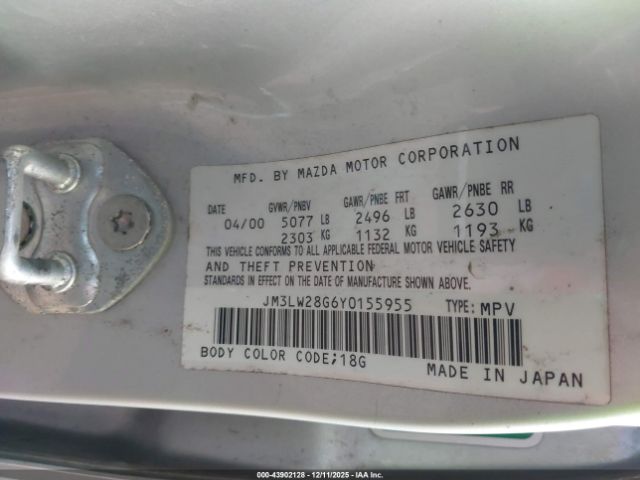 MFD. BY MAZDA MOTOR CORPORATION
DATE GVWR/PNBV GAWR/PNBE FRT GAWR/PNBE RR
04/00 5077 LB 2496 LB 2630 LB
2303 KG 1132 KG 1193 KG
THIS VEHICLE CONFORMS TO ALL APPLICABLE FEDERAL MOTOR VEHICLE SAFETY
AND THEFT PREVENTION
STANDARDS IN EFFECT ON THE DATE OF MANUFACTURE SHOWN ABOVE.
JM3LW28G6Y0155955 TYPE: MPV
BODY COLOR CODE;18G
MADE IN JAPAN
000-43902128 - 12/11/2025 - IAA Inc.